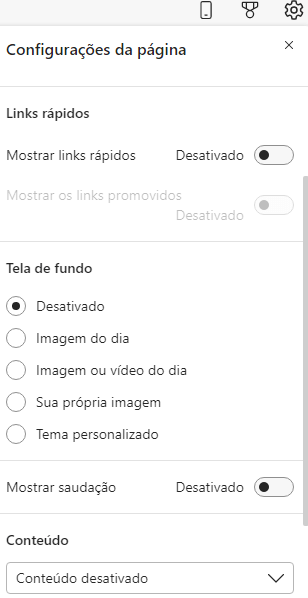 Configurações da página
Links rápidos
Mostrar links rápidos Desativado
Mostrar os links promovidos
Desativado
Tela de fundo
Desativado
Imagem do dia
Imagem ou vídeo do dia
Sua própria imagem
Tema personalizado
Mostrar saudação Desativado
Conteúdo
Conteúdo desativado